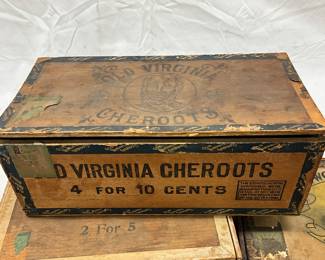 OLD VIRGINIA
CHEROOTS
D VIRGINIA CHEROOTS
4 FOR 10 CENTS
2 For 5